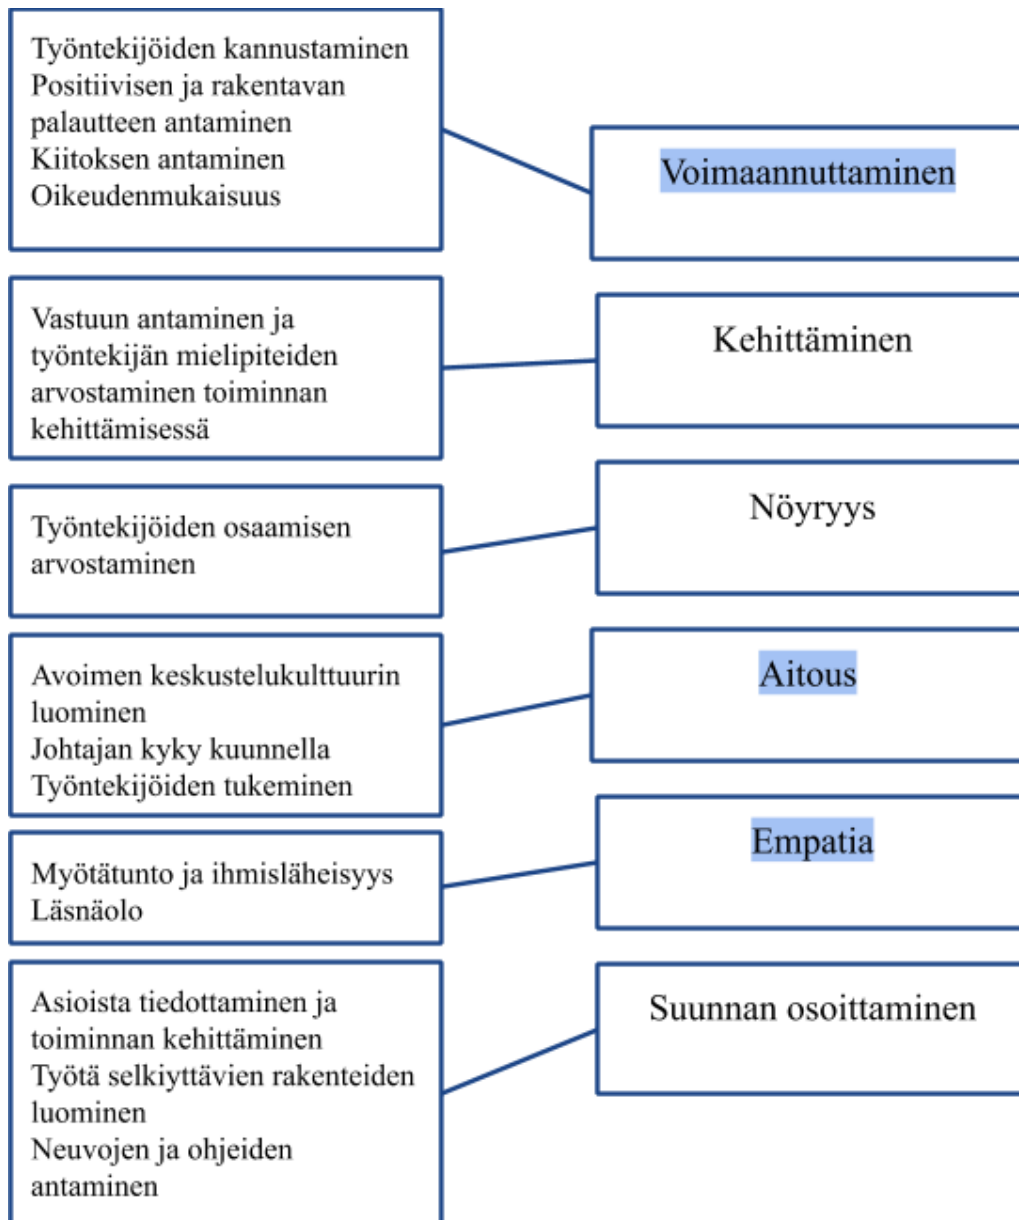 Työntekijöiden kannustaminen
Positiivisen ja rakentavan
palautteen antaminen
Kiitoksen antaminen
Oikeudenmukaisuus
Voimaannuttaminen
Vastuun antaminen ja
työntekijän mielipiteiden
arvostaminen toiminnan
kehittämisessä
Kehittäminen
Työntekijöiden osaamisen
arvostaminen
Nöyryys
Avoimen keskustelukulttuurin
luominen
Johtajan kyky kuunnella
Työntekijöiden tukeminen
Aitous
Myötätunto ja ihmisläheisyys
Läsnäolo
Empatia
Asioista tiedottaminen ja
toiminnan kehittäminen
Työtä selkiyttävien rakenteiden
luominen
Neuvojen ja ohjeiden
antaminen
Suunnan osoittaminen